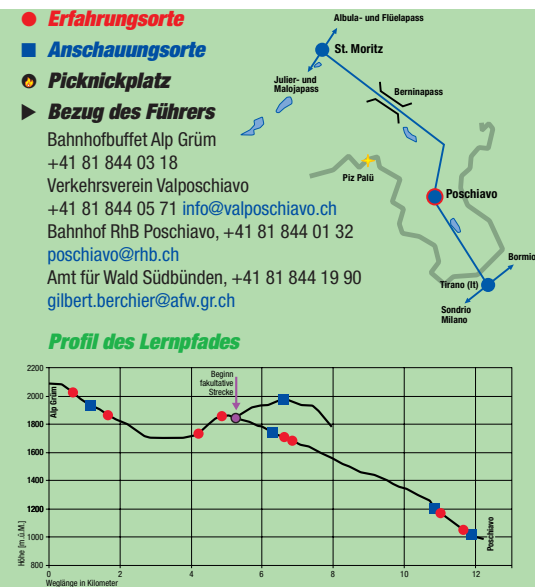 Erfahrungsorte
Anschauungsorte
Picknickplatz
Bezug des Führers
Bahnhofbuffet Alp Grüm
+41 81 844 03 18
Verkehrsverein Valposchiavo
+41 81 844 05 71 info@valposchiavo.ch
Bahnhof RhB Poschiavo, +41 81 844 01 32
poschiavo@rhb.ch
Amt für Wald Südbünden, +41 81 844 19 90
gilbert.berchier@afw.gr.ch
Albula- und Flüelapass
St. Moritz
Julier- und
Malojapass
Berninapass
Piz Palü
Poschiavo
Bormio
Tirano (It)
Sondrio
Milano
Profil des Lernpfades
2200
2000
1800
1600
1400
1200
1000
800
Höhe [m.ü.M.]
Alp Grüm
Beginn
fakultative
Strecke
Poschiavo
0 2 4 6 8 10 12
Weglänge in Kilometer